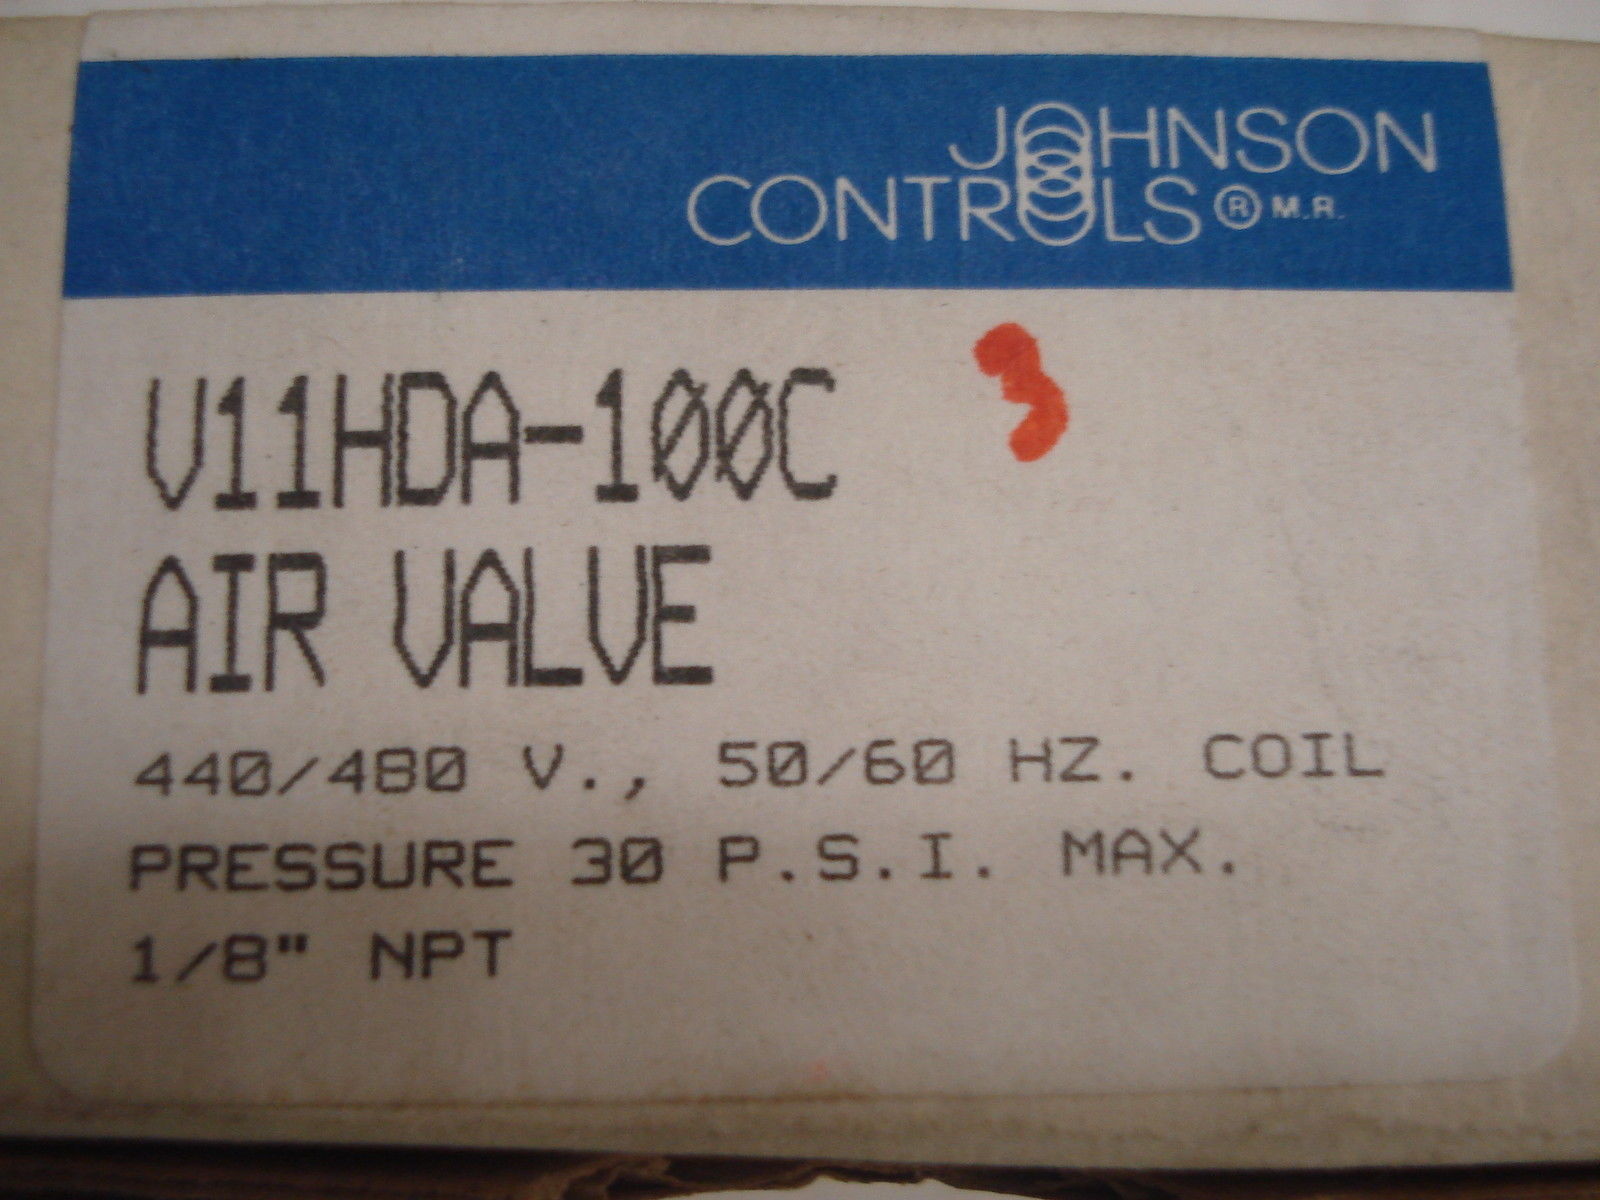 JOHNSON
CONTROLS® M.R.
V11HDA-100C
AIR VALVE
440/480 V., 50/60 HZ. COIL
PRESSURE 30 P.S.I. MAX.
1/8" NPT